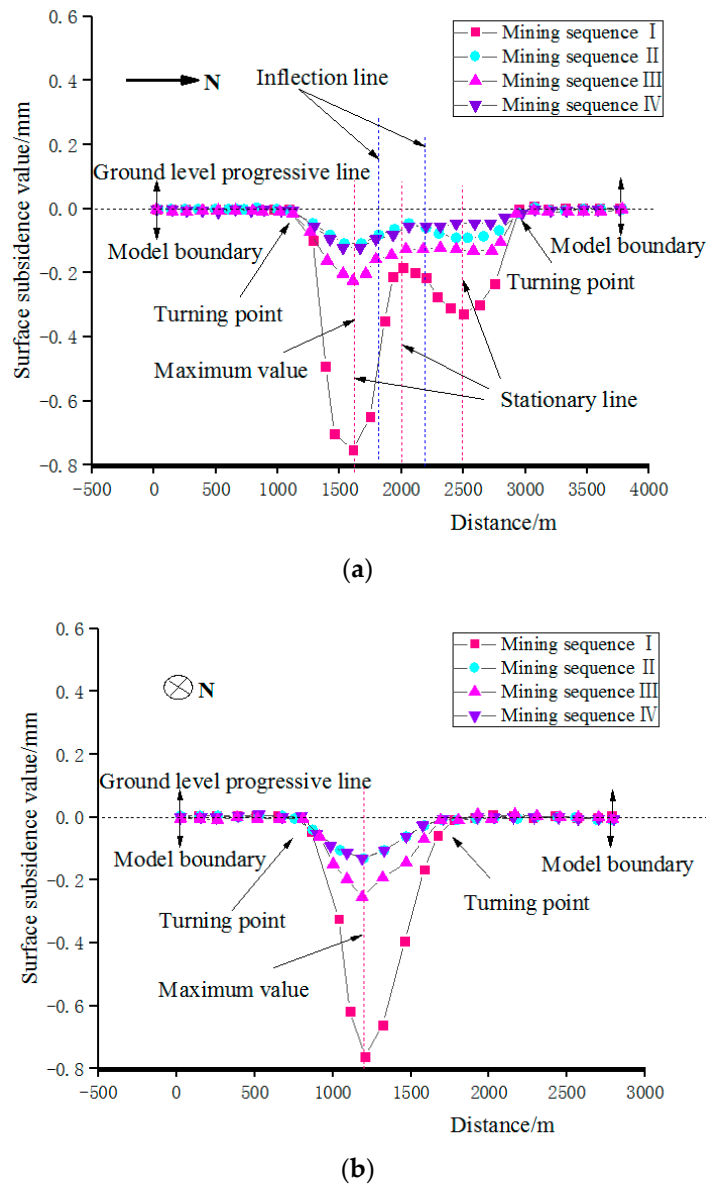 Mining sequence Ⅰ
Mining sequence Ⅱ
Mining sequence Ⅲ
Mining sequence Ⅳ
0.6
0.4
0.2
0.0
-0.2
-0.4
-0.6
-0.8
Surface subsidence value/mm
N
Inflection line
Ground level progressive line
Model boundary
Model boundary
Turning point
Turning point
Maximum value
Stationary line
-500 0 500 1000 1500 2000 2500 3000 3500 4000
Distance/m
(a)
Mining sequence Ⅰ
Mining sequence Ⅱ
Mining sequence Ⅲ
Mining sequence Ⅳ
0.6
0.4
0.2
0.0
-0.2
-0.4
-0.6
-0.8
Surface subsidence value/mm
N
Ground level progressive line
Model boundary
Model boundary
Turning point
Turning point
Maximum value
-500 0 500 1000 1500 2000 2500 3000
Distance/m
(b)